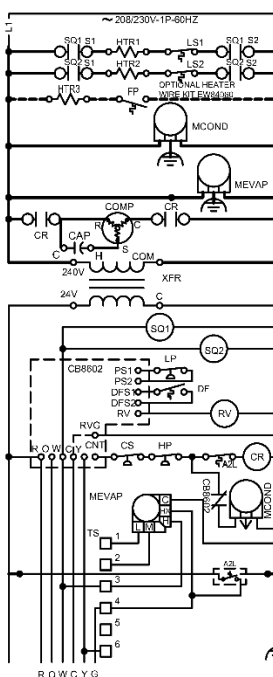 ~ 208/230V-1P-60HZ
L1
SQ1 S1 HTR1 LS1 SQ1 S2
SQ2 S1 HTR2 LS2 SQ2 S2
OPTIONAL HEATER
WIRE KIT EW84060
HTR3 FP
MCOND
MEVAP
COMP
CR R C CR
S
C CAP H
240V COM
XFR
24V C
SQ1
SQ2
CB8602 PS1 LP
PS2
DFS1 DF
DFS2
RV RV
RVC
CNT CS HP A2L CR
R O W C Y
MEVAP CB8602 MCOND
C
L M H
TS 1
2
3
4
5
6
A2L
R O W C Y G